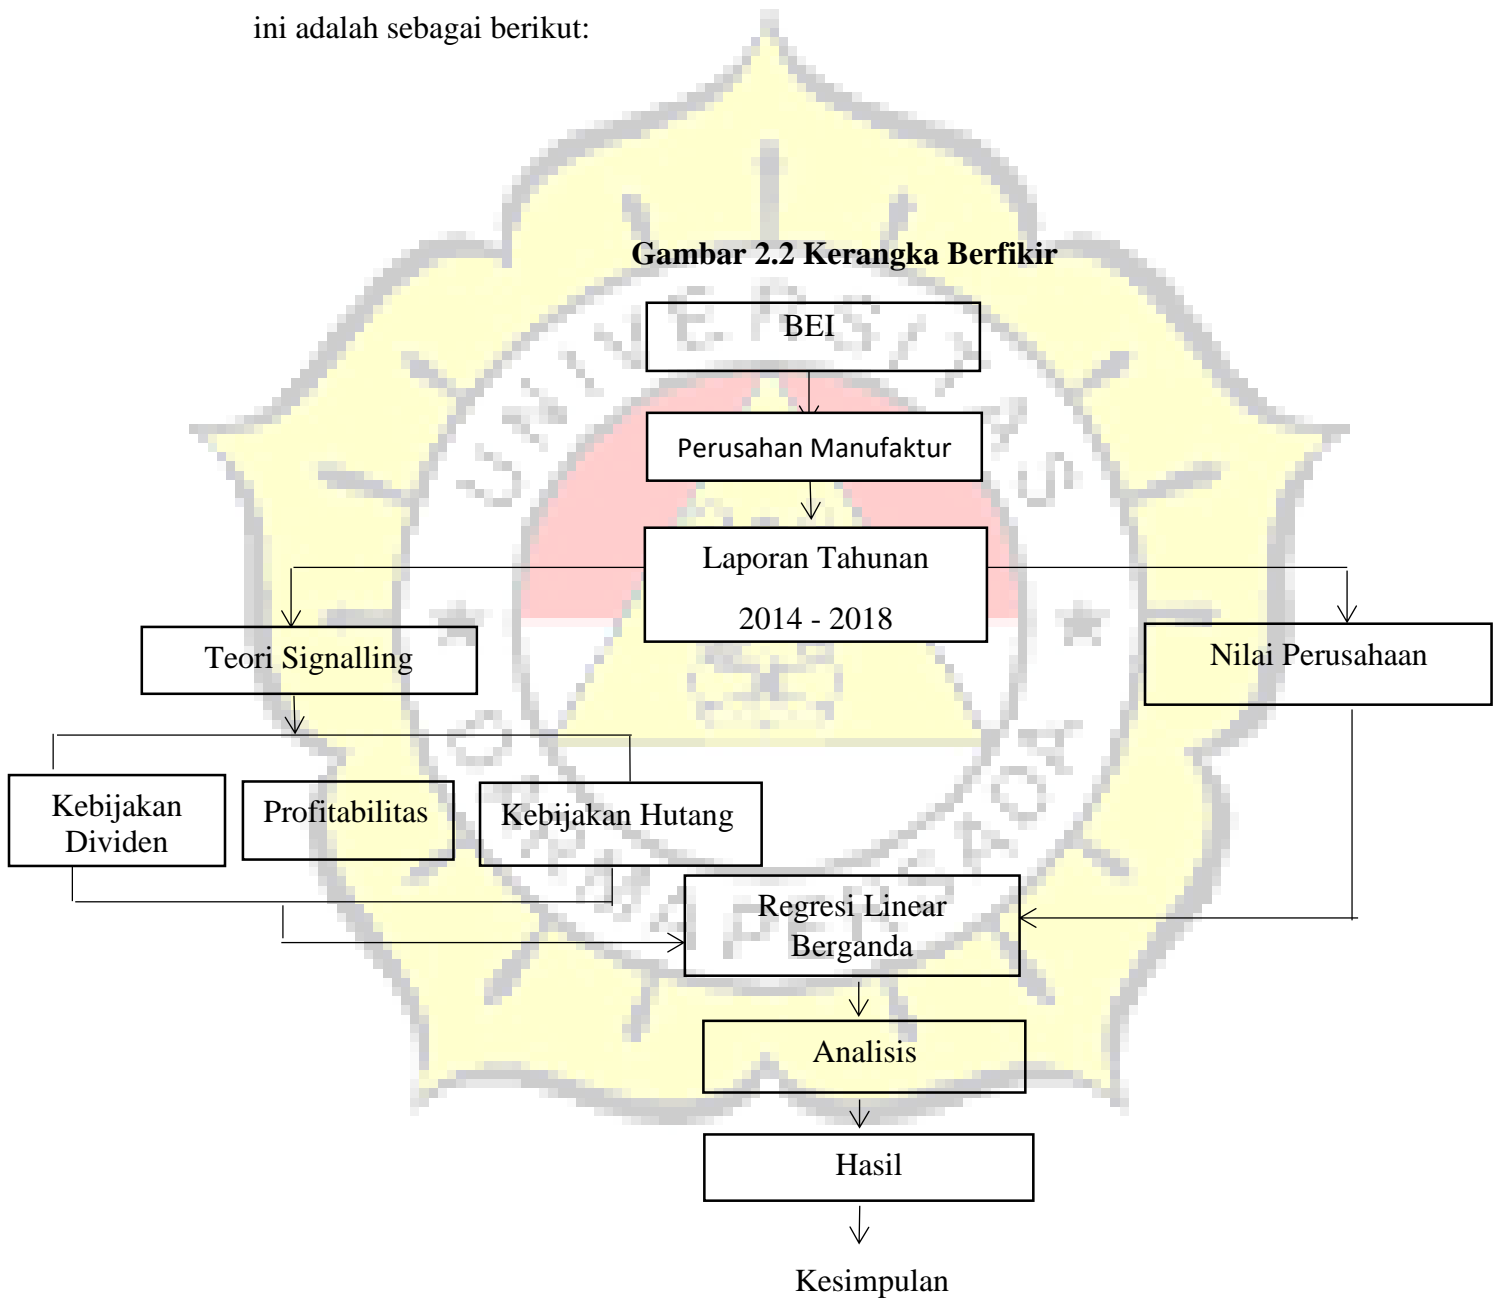 ini adalah sebagai berikut:
Gambar 2.2 Kerangka Berfikir
BEI
Perusahan Manufaktur
Laporan Tahunan
2014 - 2018
Teori Signalling
Nilai Perusahaan
Kebijakan
Dividen
Profitabilitas
Kebijakan Hutang
Regresi Linear
Berganda
Analisis
Hasil
Kesimpulan